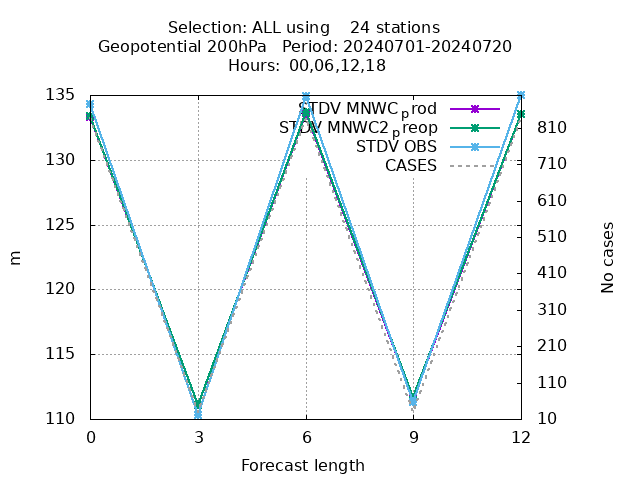 Selection: ALL using    24 stations
Geopotential 200hPa   Period: 20240701-20240720
Hours: 00,06,12,18
135
130
125
120
115
110
m
STDV MNWCprod
STDV MNWC2preop
STDV OBS
CASES
810
710
610
510
410
310
210
110
10
No cases
0 3 6 9 12
Forecast length